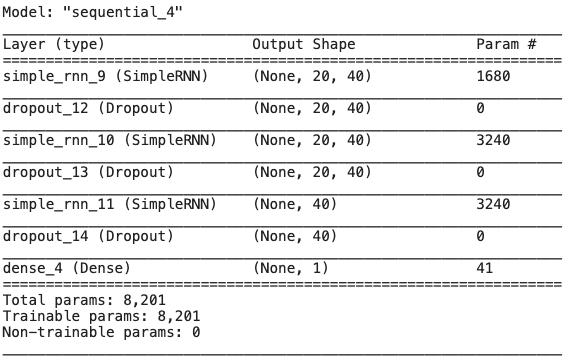 Model: "sequential_4"
Layer (type) Output Shape Param #
simple_rnn_9 (SimpleRNN) (None, 20, 40) 1680
dropout_12 (Dropout) (None, 20, 40) 0
simple_rnn_10 (SimpleRNN) (None, 20, 40) 3240
dropout_13 (Dropout) (None, 20, 40) 0
simple_rnn_11 (SimpleRNN) (None, 40) 3240
dropout_14 (Dropout) (None, 40) 0
dense_4 (Dense) (None, 1) 41
Total params: 8,201
Trainable params: 8,201
Non-trainable params: 0